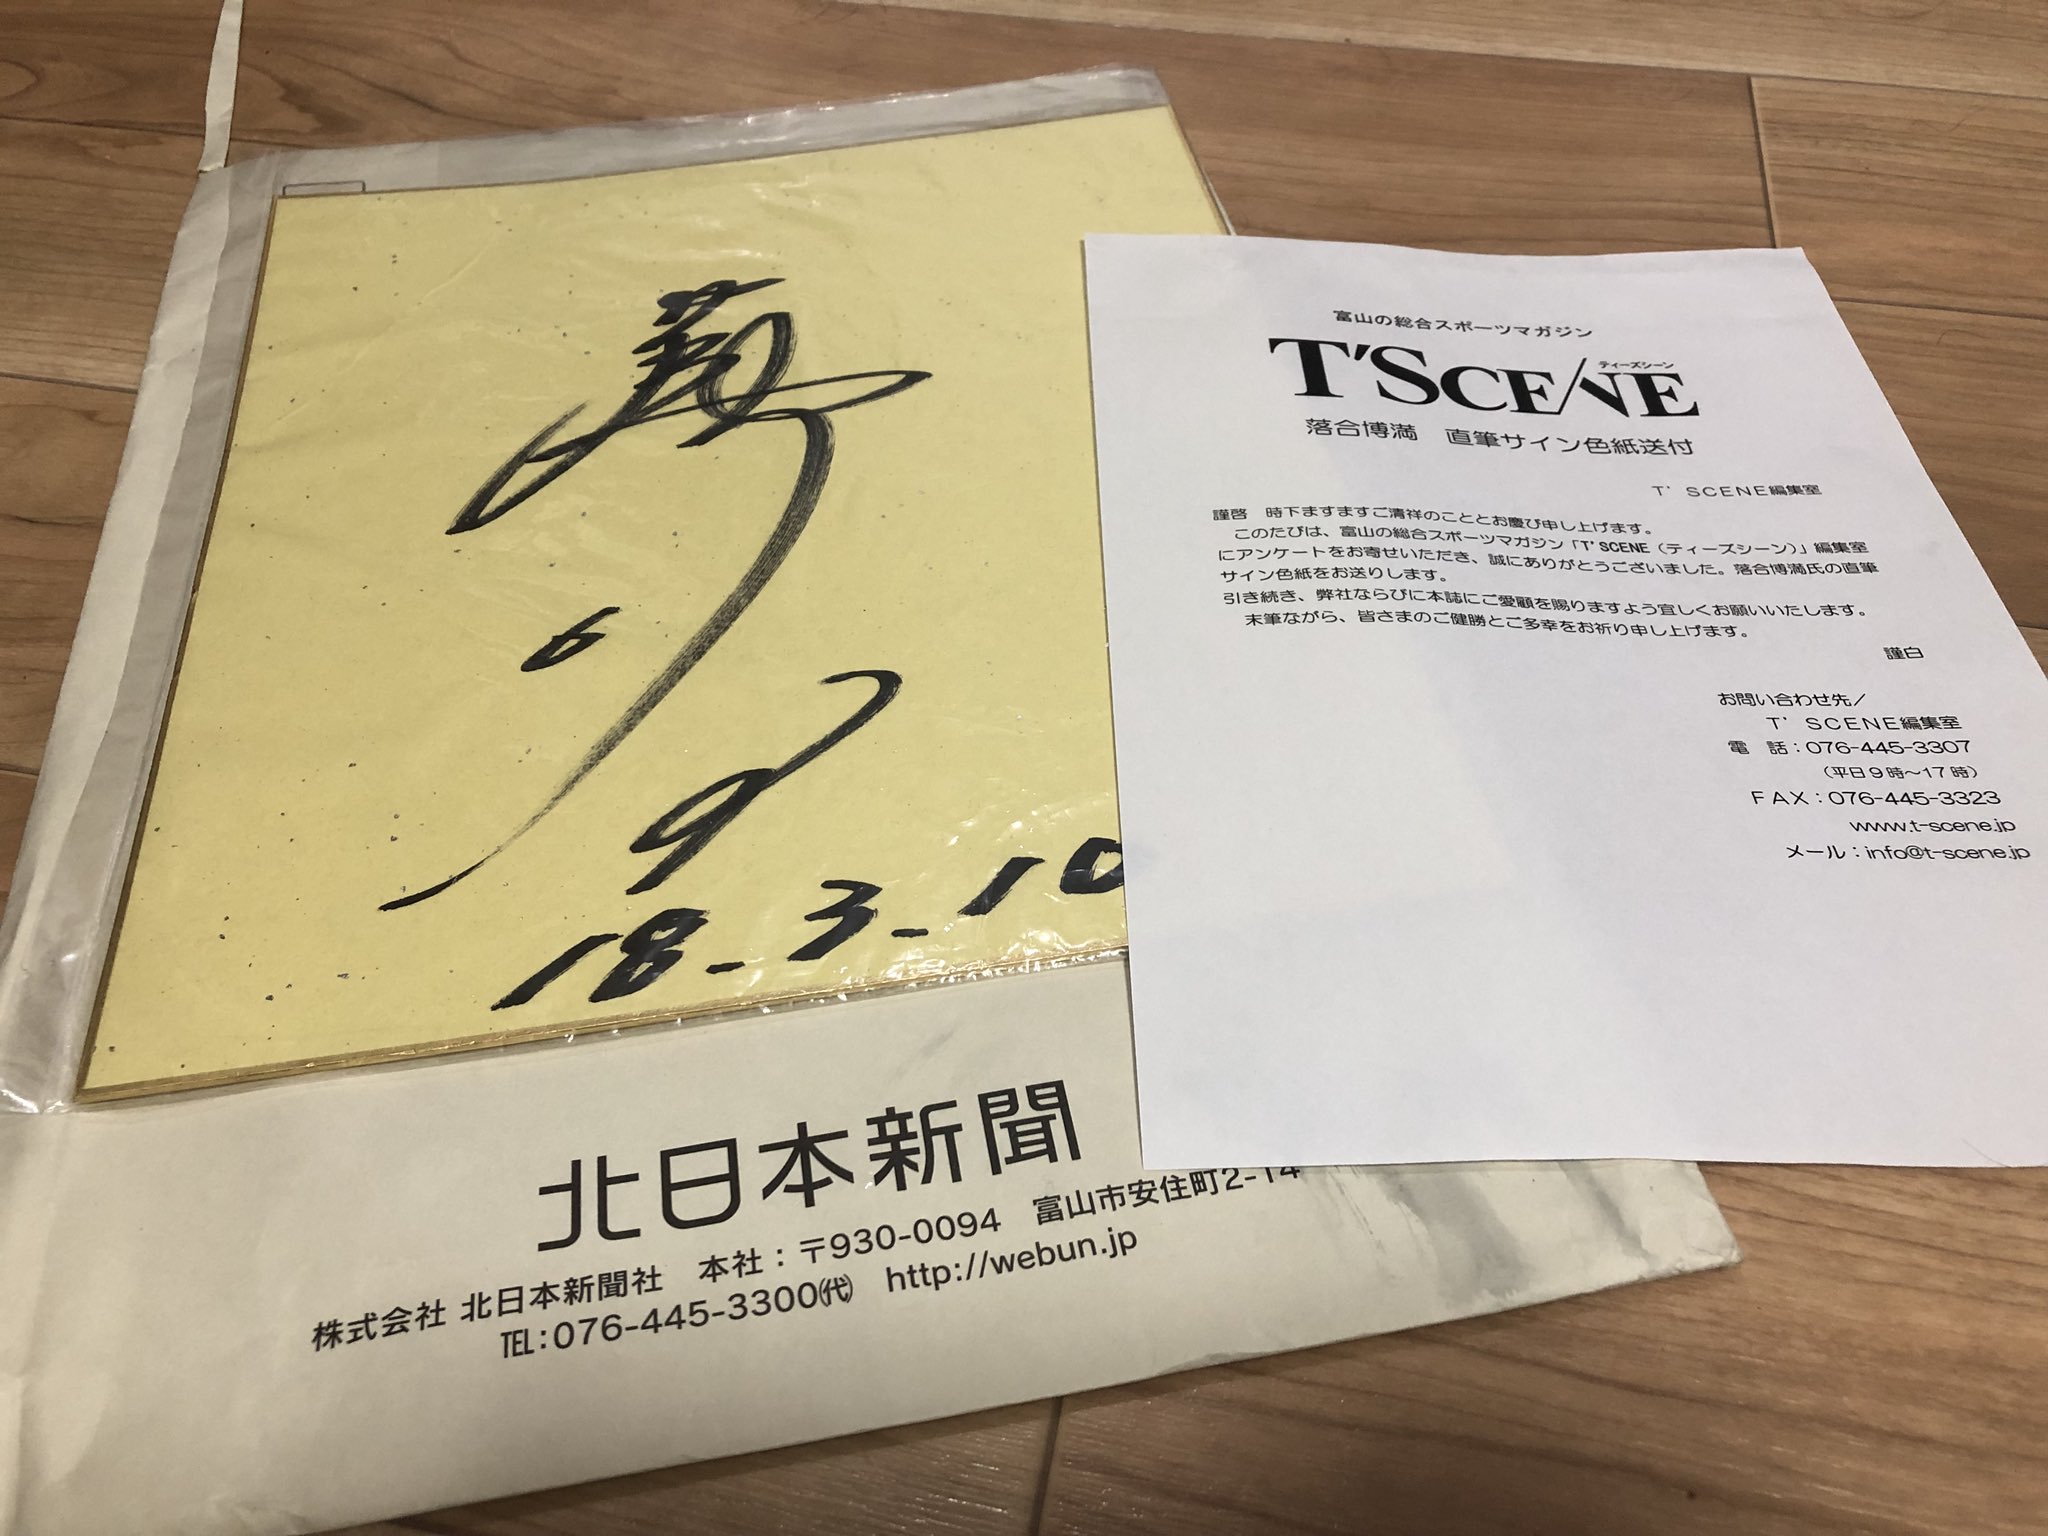 6
18-3-10
富山の総合スポーツマガジン
T'SCENE
ティーズシーン
落合博満 直筆サイン色紙送付
T' SCENE編集室
謹啓 時下ますますご清祥のこととお慶び申し上げます。
このたびは、富山の総合スポーツマガジン「T'SCENE（ティーズシーン）」編集室
にアンケートをお寄せいただき、誠にありがとうございました。落合博満氏の直筆
サイン色紙をお送りします。
引き続き、弊社ならびに本誌にご愛顧を賜りますよう宜しくお願いいたします。
末筆ながら、皆さまのご健勝とご多幸をお祈り申し上げます。
謹白
お問い合わせ先／
T' SCENE編集室
電 話：076-445-3307
（平日9時～17時）
FAX：076-445-3323
www.t-scene.jp
メール：info@t-scene.jp
北日本新聞
株式会社 北日本新聞社 本社：〒930-0094 富山市安住町2-14
TEL:076-445-3300㈹ http://webun.jp